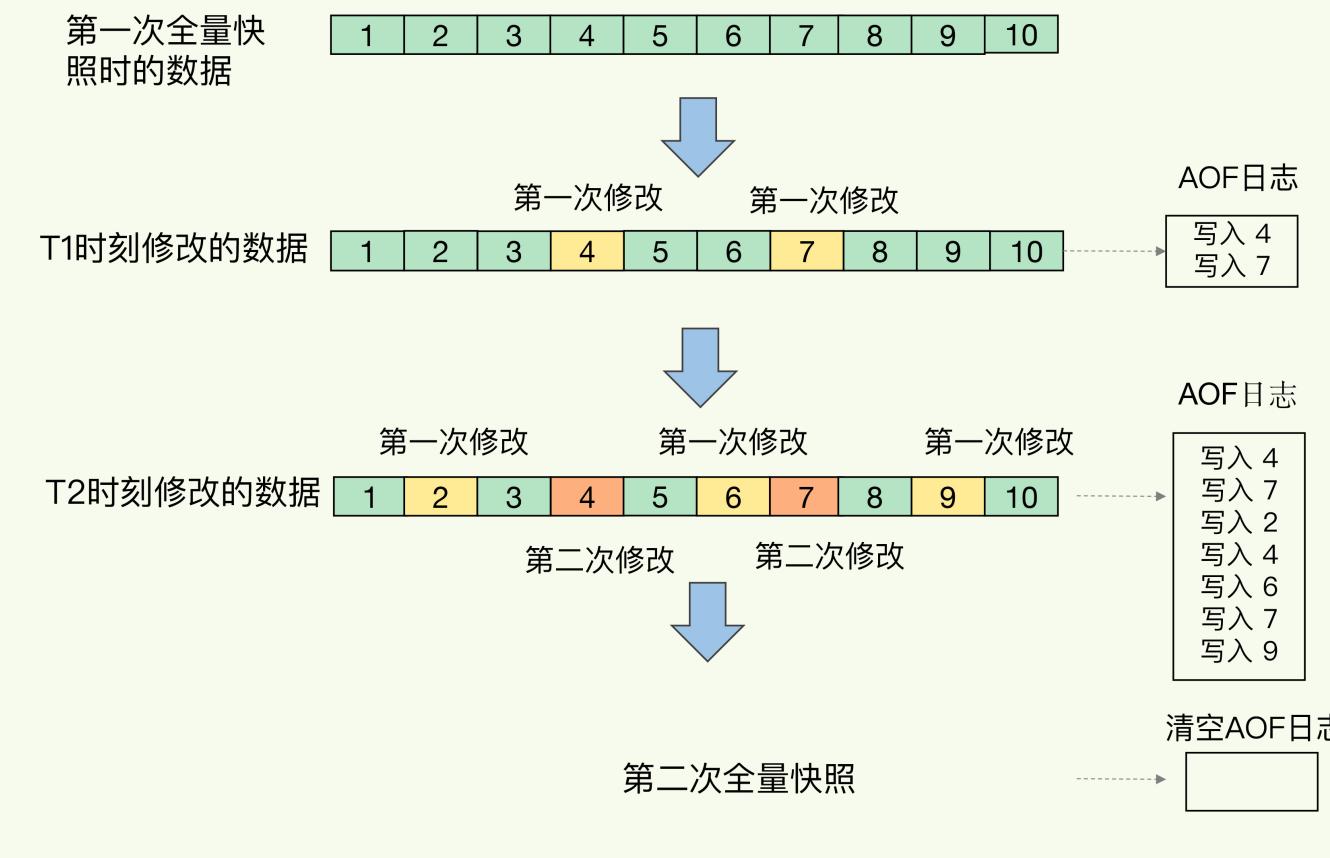 第一次全量快
照时的数据
1 2 3 4 5 6 7 8 9 10
第一次修改 第一次修改
AOF日志
T1时刻修改的数据
1 2 3 4 5 6 7 8 9 10
写入 4
写入 7
AOF日志
第一次修改 第一次修改 第一次修改
T2时刻修改的数据
1 2 3 4 5 6 7 8 9 10
写入 4
写入 7
写入 2
写入 4
写入 6
写入 7
写入 9
第二次修改 第二次修改
清空AOF日志
第二次全量快照